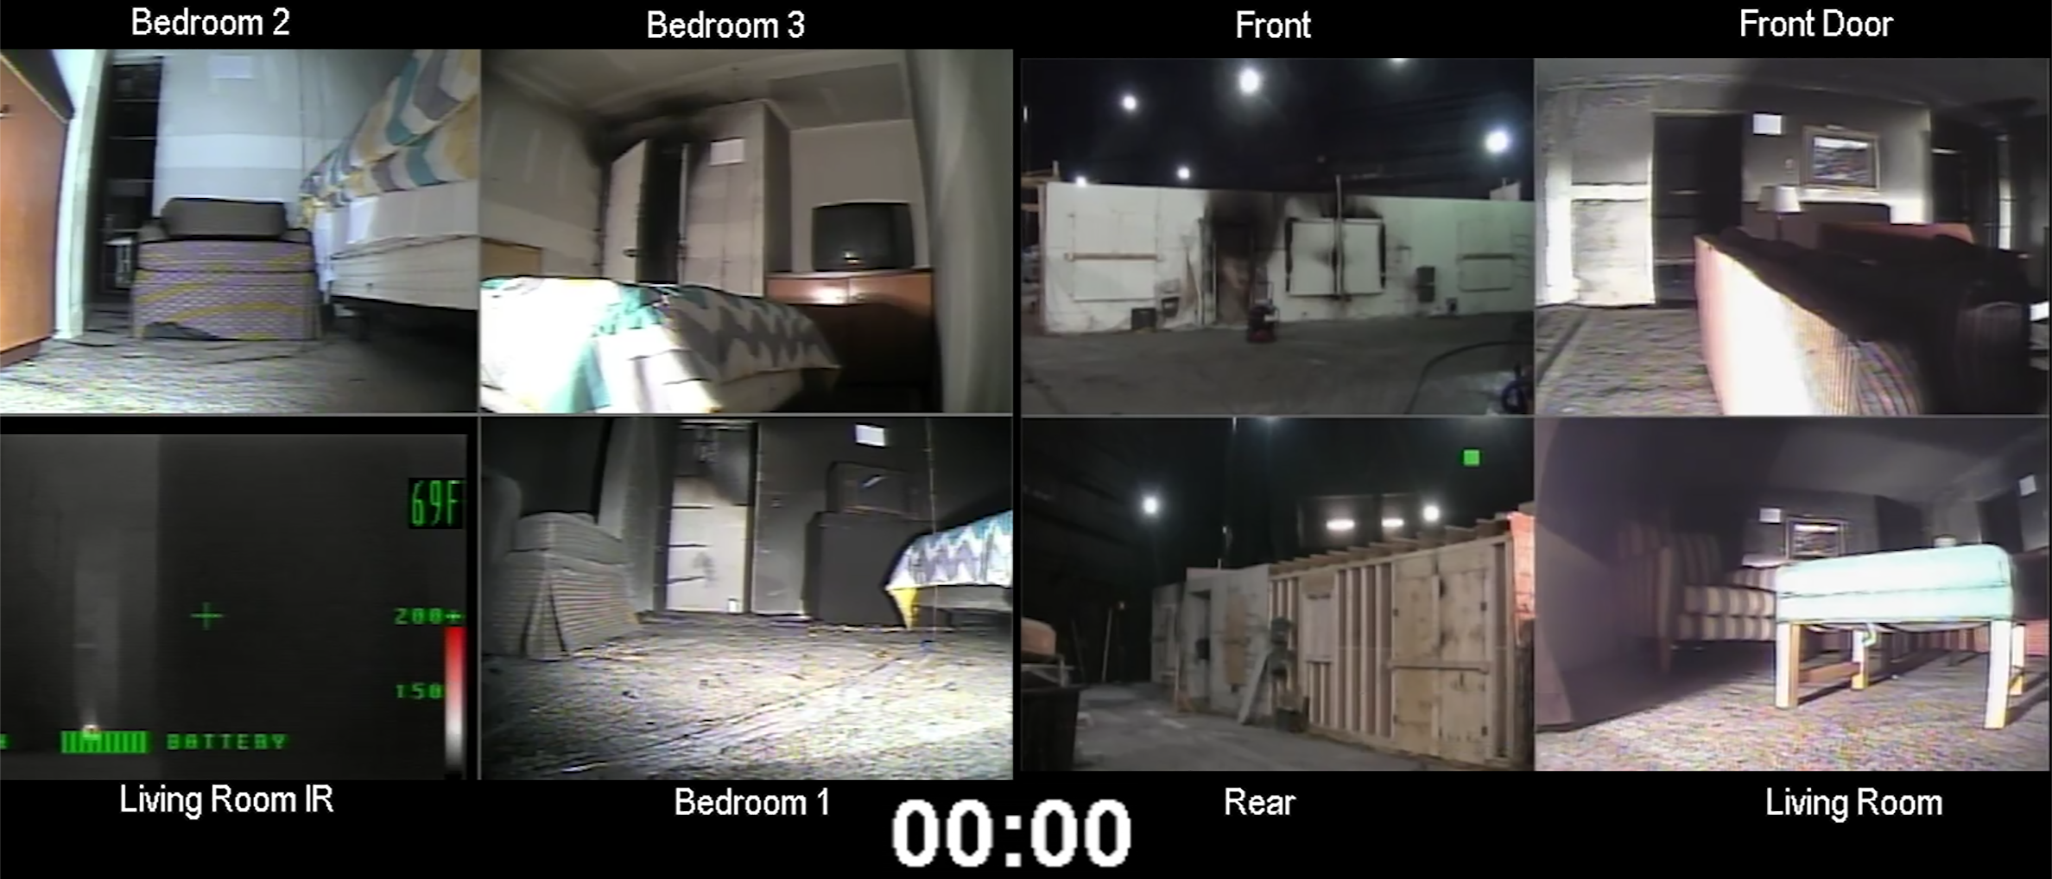 Bedroom 2
Bedroom 3
Front
Front Door
69F
200+
150
BATTERY
Living Room IR
Bedroom 1
00:00
Rear
Living Room